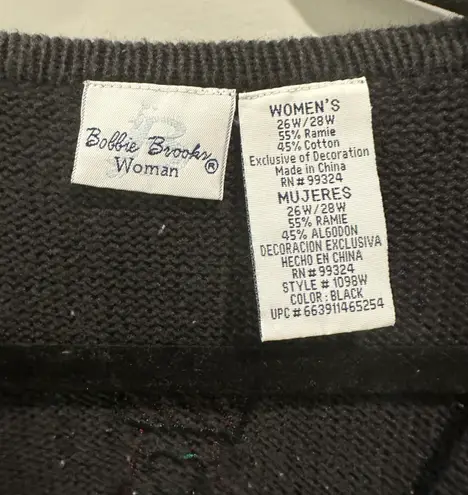 Bobbie Brooks®
Woman
WOMEN'S
26W/28W
55% Ramie
45% Cotton
Exclusive of Decoration
Made in China
RN# 99324
MUJERES
26W/28W
55% RAMIE
45% ALGODON
DECORACION EXCLUSIVA
HECHO EN CHINA
RN# 99324
STYLE # 1098W
COLOR : BLACK
UPC # 663911465254